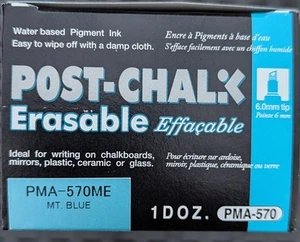 Water based Pigment Ink
Easy to wipe off with a damp cloth.
Encre à Pigments à base d'eau
S'efface facilement avec un chiffon humide
POST-CHALK
6.0mm tip
Pointe 6 mm
Erasable Effaçable
Ideal for writing on chalkboards,
mirrors, plastic, ceramic or glass.
Pour écriture sur ardoise,
miroir, plastique, céramique ou verre
PMA-570ME
MT. BLUE
1 DOZ. PMA-570